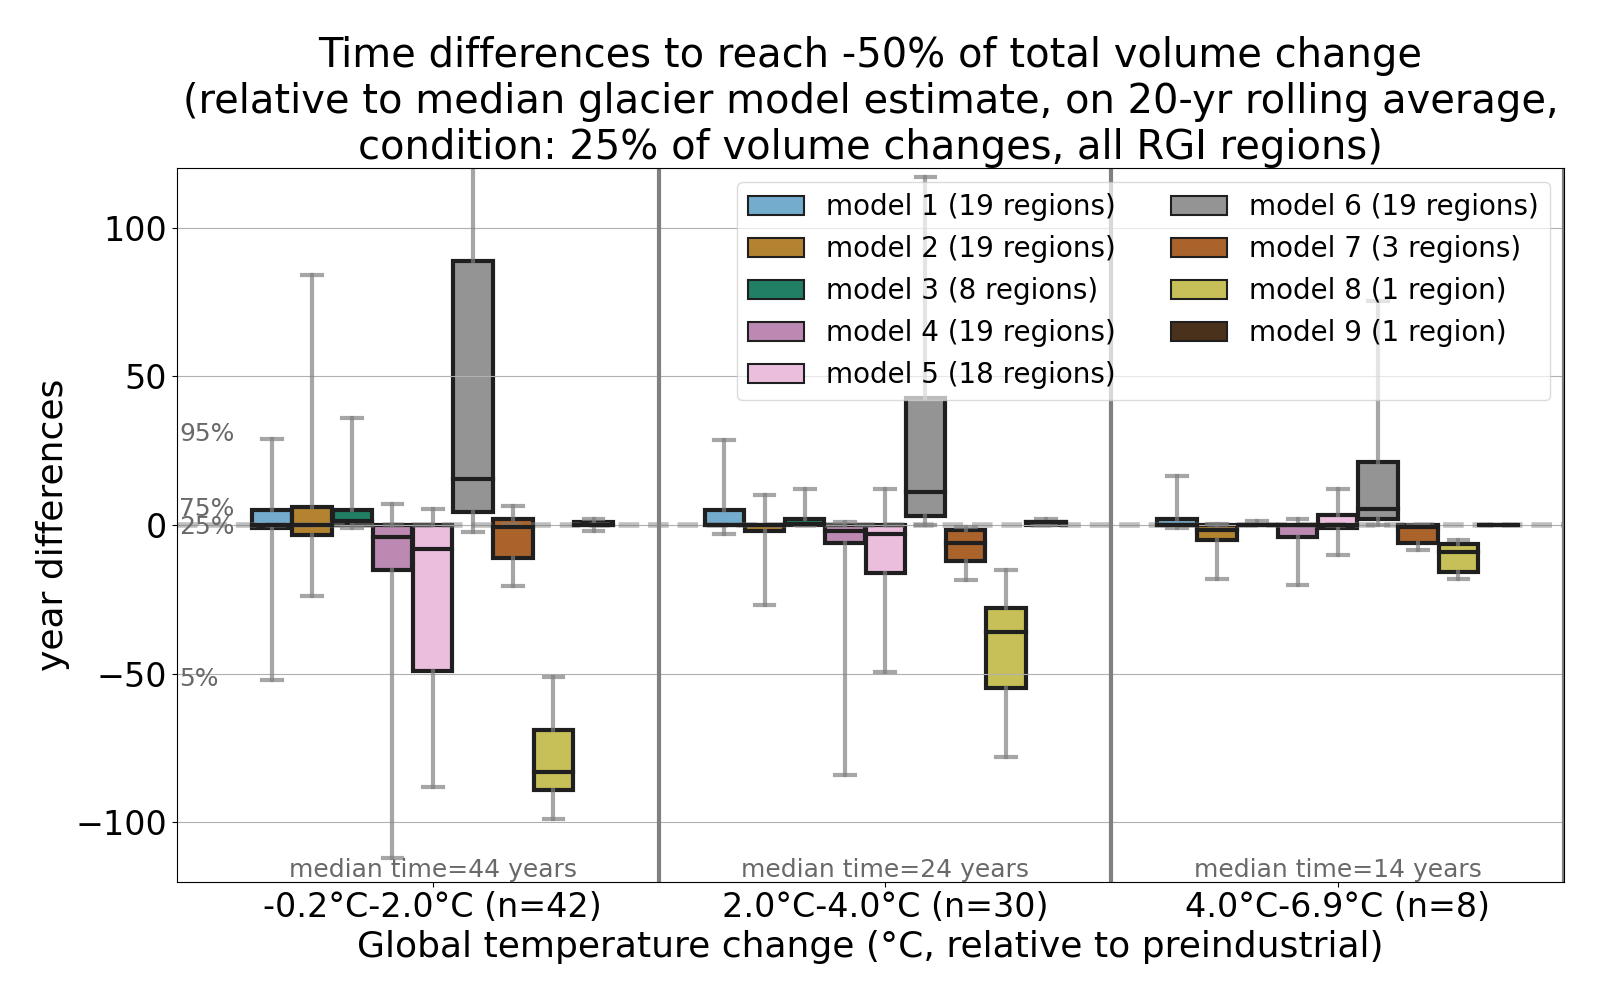 Time differences to reach -50% of total volume change
(relative to median glacier model estimate, on 20-yr rolling average,
condition: 25% of volume changes, all RGI regions)
model 1 (19 regions)
model 2 (19 regions)
model 3 (8 regions)
model 4 (19 regions)
model 5 (18 regions)
model 6 (19 regions)
model 7 (3 regions)
model 8 (1 region)
model 9 (1 region)
year differences
100
50
0
−50
−100
95%
75%
25%
5%
median time=44 years
median time=24 years
median time=14 years
-0.2°C-2.0°C (n=42)
2.0°C-4.0°C (n=30)
4.0°C-6.9°C (n=8)
Global temperature change (°C, relative to preindustrial)